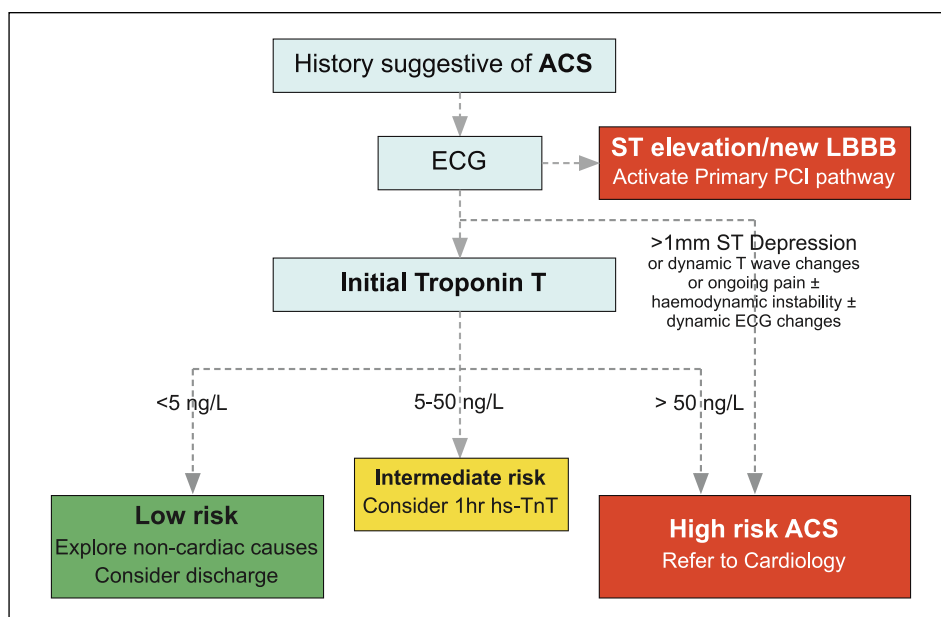 History suggestive of ACS
ECG
ST elevation/new LBBB
Activate Primary PCI pathway
>1mm ST Depression
or dynamic T wave changes
or ongoing pain ±
haemodynamic instability ±
dynamic ECG changes
Initial Troponin T
<5 ng/L
5-50 ng/L
> 50 ng/L
Low risk
Explore non-cardiac causes
Consider discharge
Intermediate risk
Consider 1hr hs-TnT
High risk ACS
Refer to Cardiology